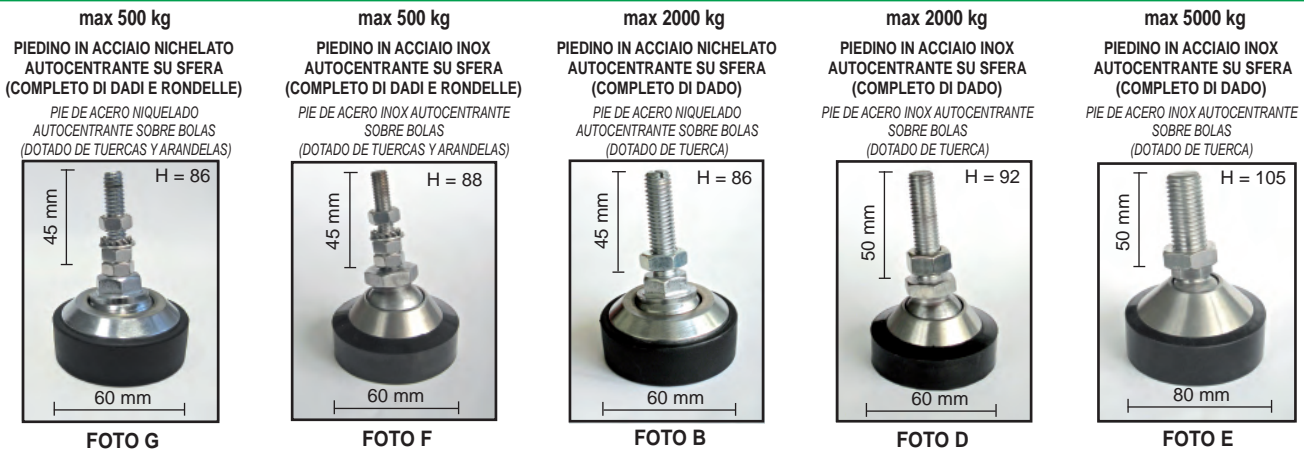 max 500 kg
PIEDINO IN ACCIAIO NICHELATO
AUTOCENTRANTE SU SFERA
(COMPLETO DI DADI E RONDELLE)
PIE DE ACERO NIQUELADO
AUTOCENTRANTE SOBRE BOLAS
(DOTADO DE TUERCAS Y ARANDELAS)
H = 86
45 mm
60 mm
FOTO G
max 500 kg
PIEDINO IN ACCIAIO INOX
AUTOCENTRANTE SU SFERA
(COMPLETO DI DADI E RONDELLE)
PIE DE ACERO INOX AUTOCENTRANTE
SOBRE BOLAS
(DOTADO DE TUERCAS Y ARANDELAS)
H = 88
45 mm
60 mm
FOTO F
max 2000 kg
PIEDINO IN ACCIAIO NICHELATO
AUTOCENTRANTE SU SFERA
(COMPLETO DI DADO)
PIE DE ACERO NIQUELADO
AUTOCENTRANTE SOBRE BOLAS
(DOTADO DE TUERCA)
H = 86
45 mm
60 mm
FOTO B
max 2000 kg
PIEDINO IN ACCIAIO INOX
AUTOCENTRANTE SU SFERA
(COMPLETO DI DADO)
PIE DE ACERO INOX AUTOCENTRANTE
SOBRE BOLAS
(DOTADO DE TUERCA)
H = 92
50 mm
60 mm
FOTO D
max 5000 kg
PIEDINO IN ACCIAIO INOX
AUTOCENTRANTE SU SFERA
(COMPLETO DI DADO)
PIE DE ACERO INOX AUTOCENTRANTE
SOBRE BOLAS
(DOTADO DE TUERCA)
H = 105
50 mm
80 mm
FOTO E